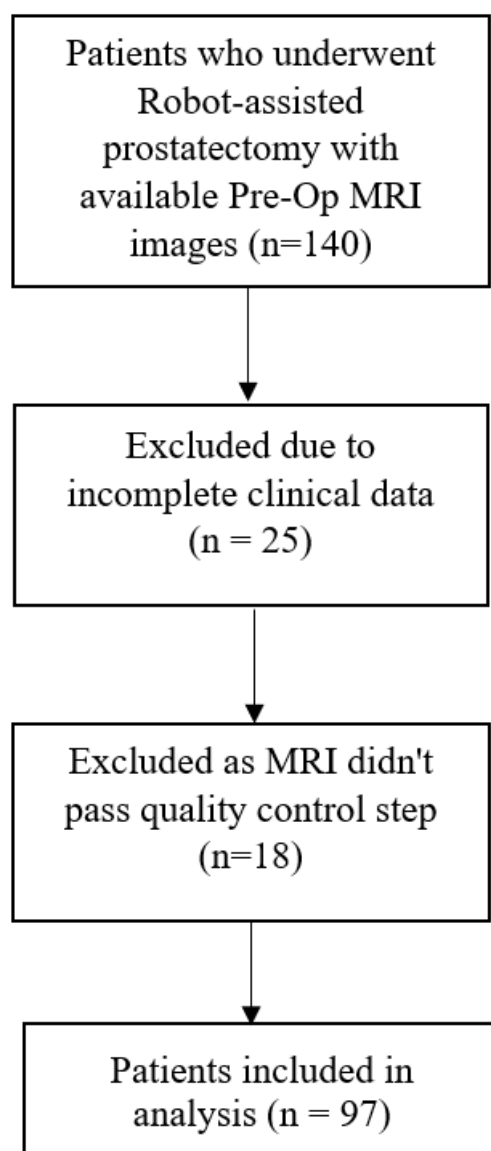 Patients who underwent
Robot-assisted
prostatectomy with
available Pre-Op MRI
images (n=140)
Excluded due to
incomplete clinical data
(n = 25)
Excluded as MRI didn't
pass quality control step
(n=18)
Patients included in
analysis (n = 97)